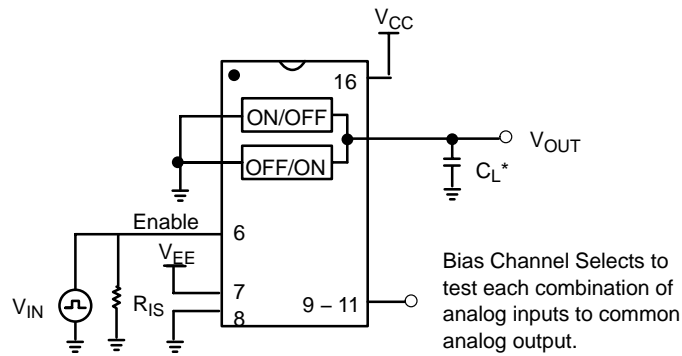 V_CC
16
ON/OFF
V_OUT
OFF/ON
C_L*
Enable
6
V_EE
V_IN
R_IS
7
9 – 11
8
Bias Channel Selects to
test each combination of
analog inputs to common
analog output.